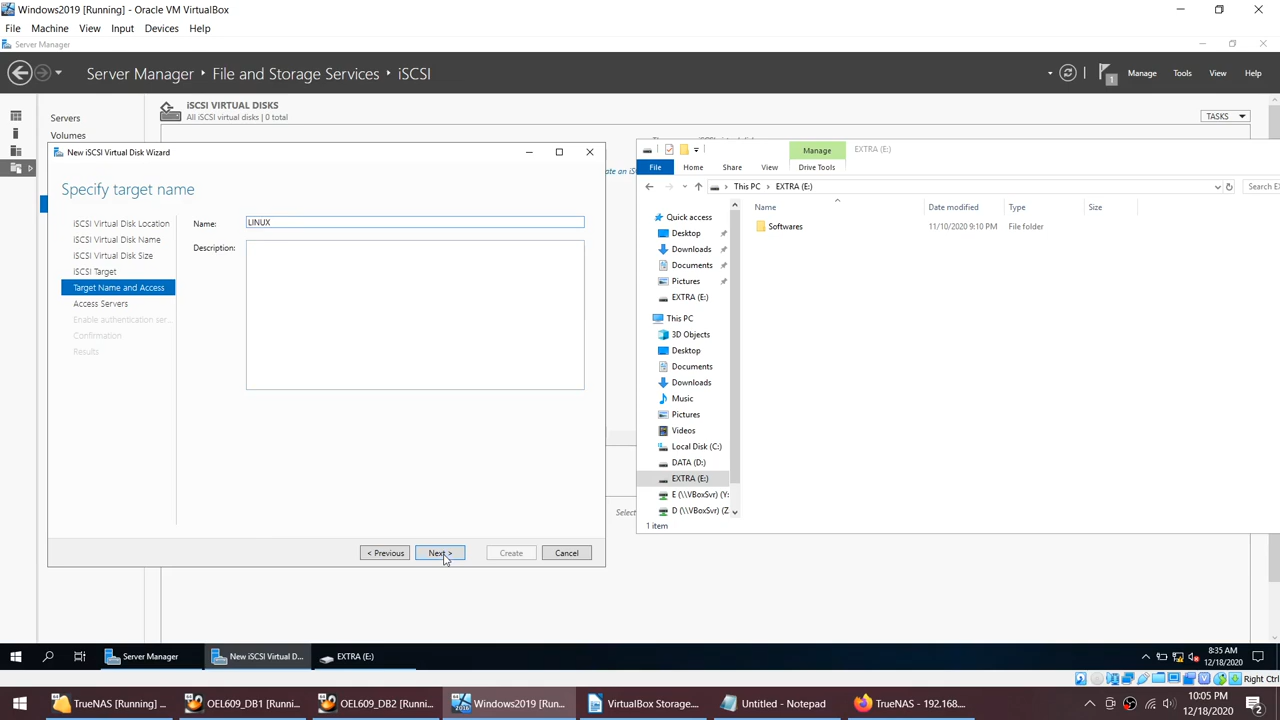 Windows2019 [Running] - Oracle VM VirtualBox
File Machine View Input Devices Help
Server Manager
Server Manager File and Storage Services iSCSI
Manage Tools View Help
1
Servers
Volumes
iSCSI VIRTUAL DISKS
All iSCSI virtual disks | 0 total
TASKS
New iSCSI Virtual Disk Wizard
Specify target name
iSCSI Virtual Disk Location
iSCSI Virtual Disk Name
iSCSI Virtual Disk Size
iSCSI Target
Target Name and Access
Access Servers
Enable authentication ser...
Confirmation
Results
Name: LINUX
Description:
< Previous Next > Create Cancel
Manage EXTRA (E:)
File Home Share View Drive Tools
This PC EXTRA (E:) Search EX
Name Date modified Type Size
Softwares 11/10/2020 9:10 PM File folder
Quick access
Desktop
Downloads
Documents
Pictures
EXTRA (E:)
This PC
3D Objects
Desktop
Documents
Downloads
Music
Pictures
Videos
Local Disk (C:)
DATA (D:)
EXTRA (E:)
E (\\VBoxSvr) (Y:
D (\\VBoxSvr) (Z
1 item
Select
Server Manager New iSCSI Virtual D... EXTRA (E:)
8:35 AM
12/18/2020
Right Ctrl
TrueNAS [Running] ... OEL609_DB1 [Runni... OEL609_DB2 [Runni... Windows2019 [Run... VirtualBox Storage.... Untitled - Notepad TrueNAS - 192.168....
10:05 PM
12/18/2020